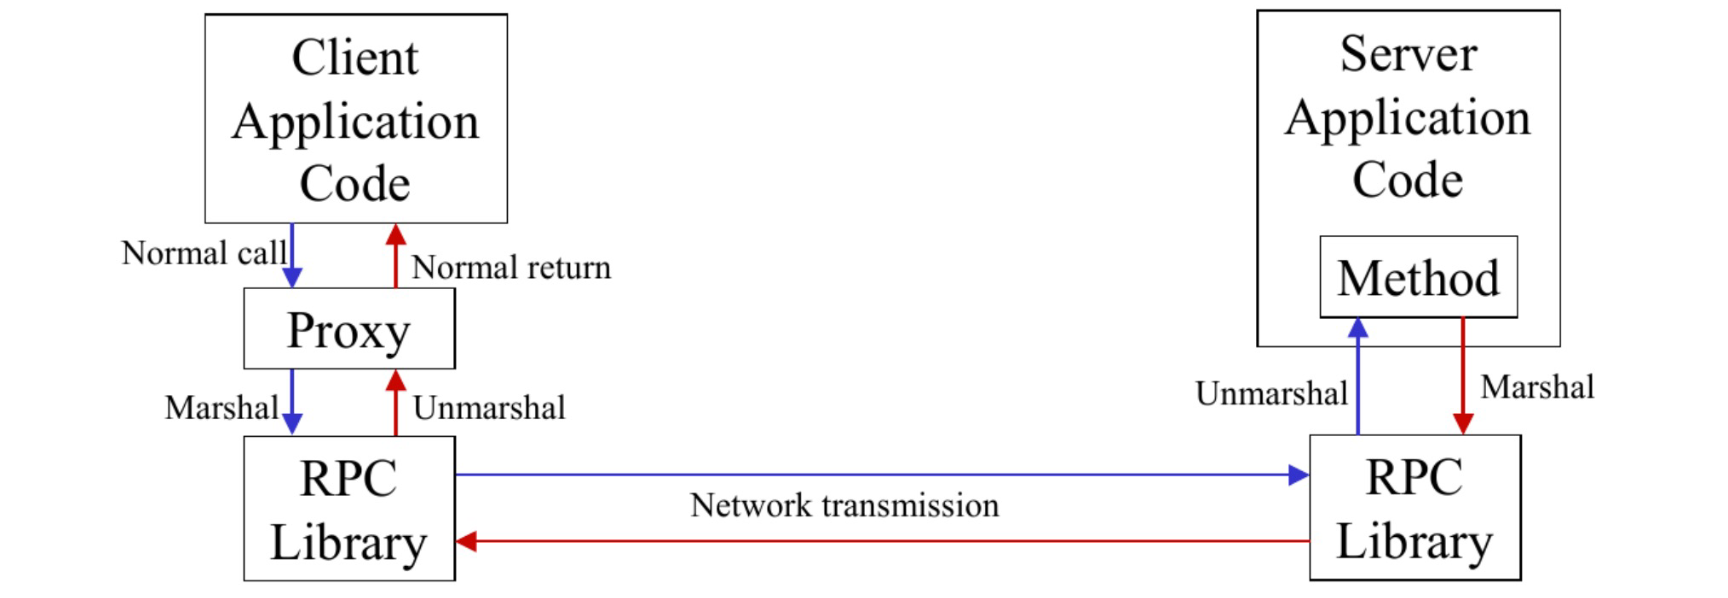 Client
Application
Code
Normal call
Normal return
Proxy
Marshal
Unmarshal
RPC
Library
Network transmission
Server
Application
Code
Method
Unmarshal
Marshal
RPC
Library